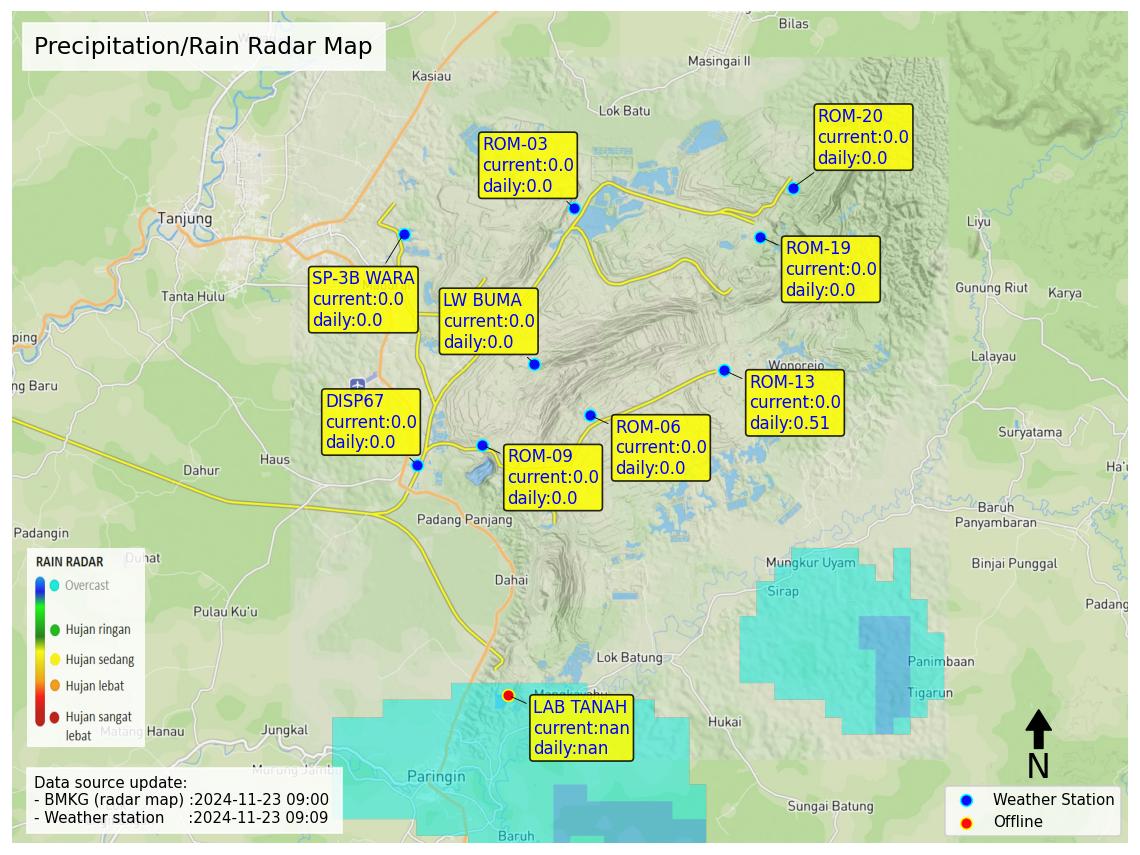 Precipitation/Rain Radar Map
Bilas
Masingai II
Kasiau
Lok Batu
ROM-20
current:0.0
daily:0.0
ROM-03
current:0.0
daily:0.0
Tanjung
Liyu
ROM-19
current:0.0
daily:0.0
SP-3B WARA
current:0.0
daily:0.0
LW BUMA
current:0.0
daily:0.0
Tanta Hulu
Gunung Riut
Karya
ping
Lalayau
ng Baru
Wonorejo
ROM-13
current:0.0
daily:0.51
DISP67
current:0.0
daily:0.0
ROM-06
current:0.0
daily:0.0
ROM-09
current:0.0
daily:0.0
Suryatama
Haus
Dahur
Ha'u
Baruh
Panyambaran
Padang Panjang
Padangin
Duhat
Mungkur Uyam
Binjai Punggal
Dahai
Sirap
Padang
Pulau Ku'u
RAIN RADAR
Overcast
Hujan ringan
Hujan sedang
Hujan lebat
Hujan sangat
lebat
Lok Batung
Panimbaan
Tigarun
LAB TANAH
current:nan
daily:nan
Matang Hanau
Jungkal
Hukai
Paringin
Sungai Batung
Baruh
Data source update:
- BMKG (radar map) :2024-11-23 09:00
- Weather station :2024-11-23 09:09
N
Weather Station
Offline